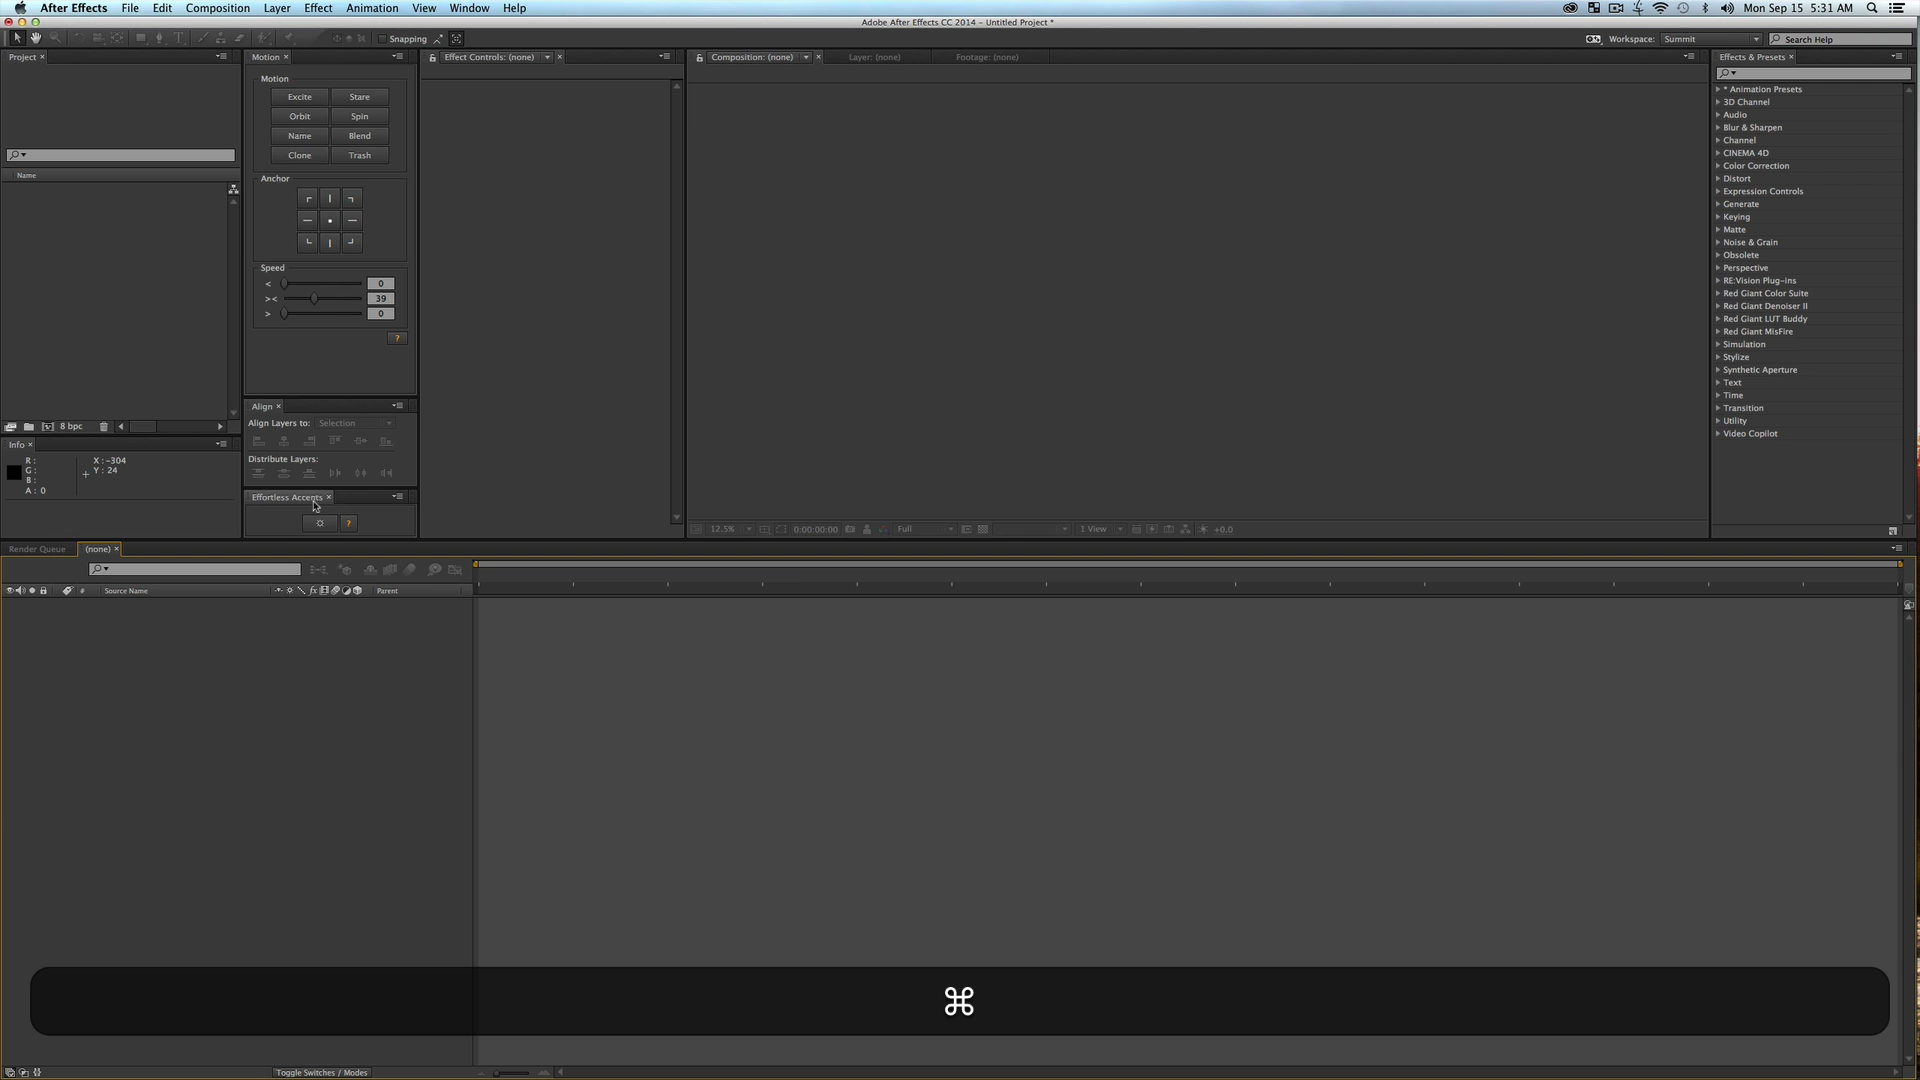 After Effects File Edit Composition Layer Effect Animation View Window Help
Mon Sep 15 5:31 AM
Adobe After Effects CC 2014 - Untitled Project *
Snapping
Workspace: Summit
Search Help
Project ×
Name
8 bpc
Info ×
R :
G :
B :
A : 0
X : -304
Y : 24
Motion ×
Motion
Excite Stare
Orbit Spin
Name Blend
Clone Trash
Anchor
Speed
< 0
>< 39
> 0
?
Align ×
Align Layers to: Selection
Distribute Layers:
Effortless Accents ×
?
Effect Controls: (none) ×
Composition: (none) ×
Layer: (none)
Footage: (none)
12.5% 0:00:00:00 Full 1 View +0.0
Effects & Presets ×
* Animation Presets
3D Channel
Audio
Blur & Sharpen
Channel
CINEMA 4D
Color Correction
Distort
Expression Controls
Generate
Keying
Matte
Noise & Grain
Obsolete
Perspective
RE:Vision Plug-ins
Red Giant Color Suite
Red Giant Denoiser II
Red Giant LUT Buddy
Red Giant MisFire
Simulation
Stylize
Synthetic Aperture
Text
Time
Transition
Utility
Video Copilot
Render Queue (none) ×
# Source Name fx Parent
⌘
Toggle Switches / Modes